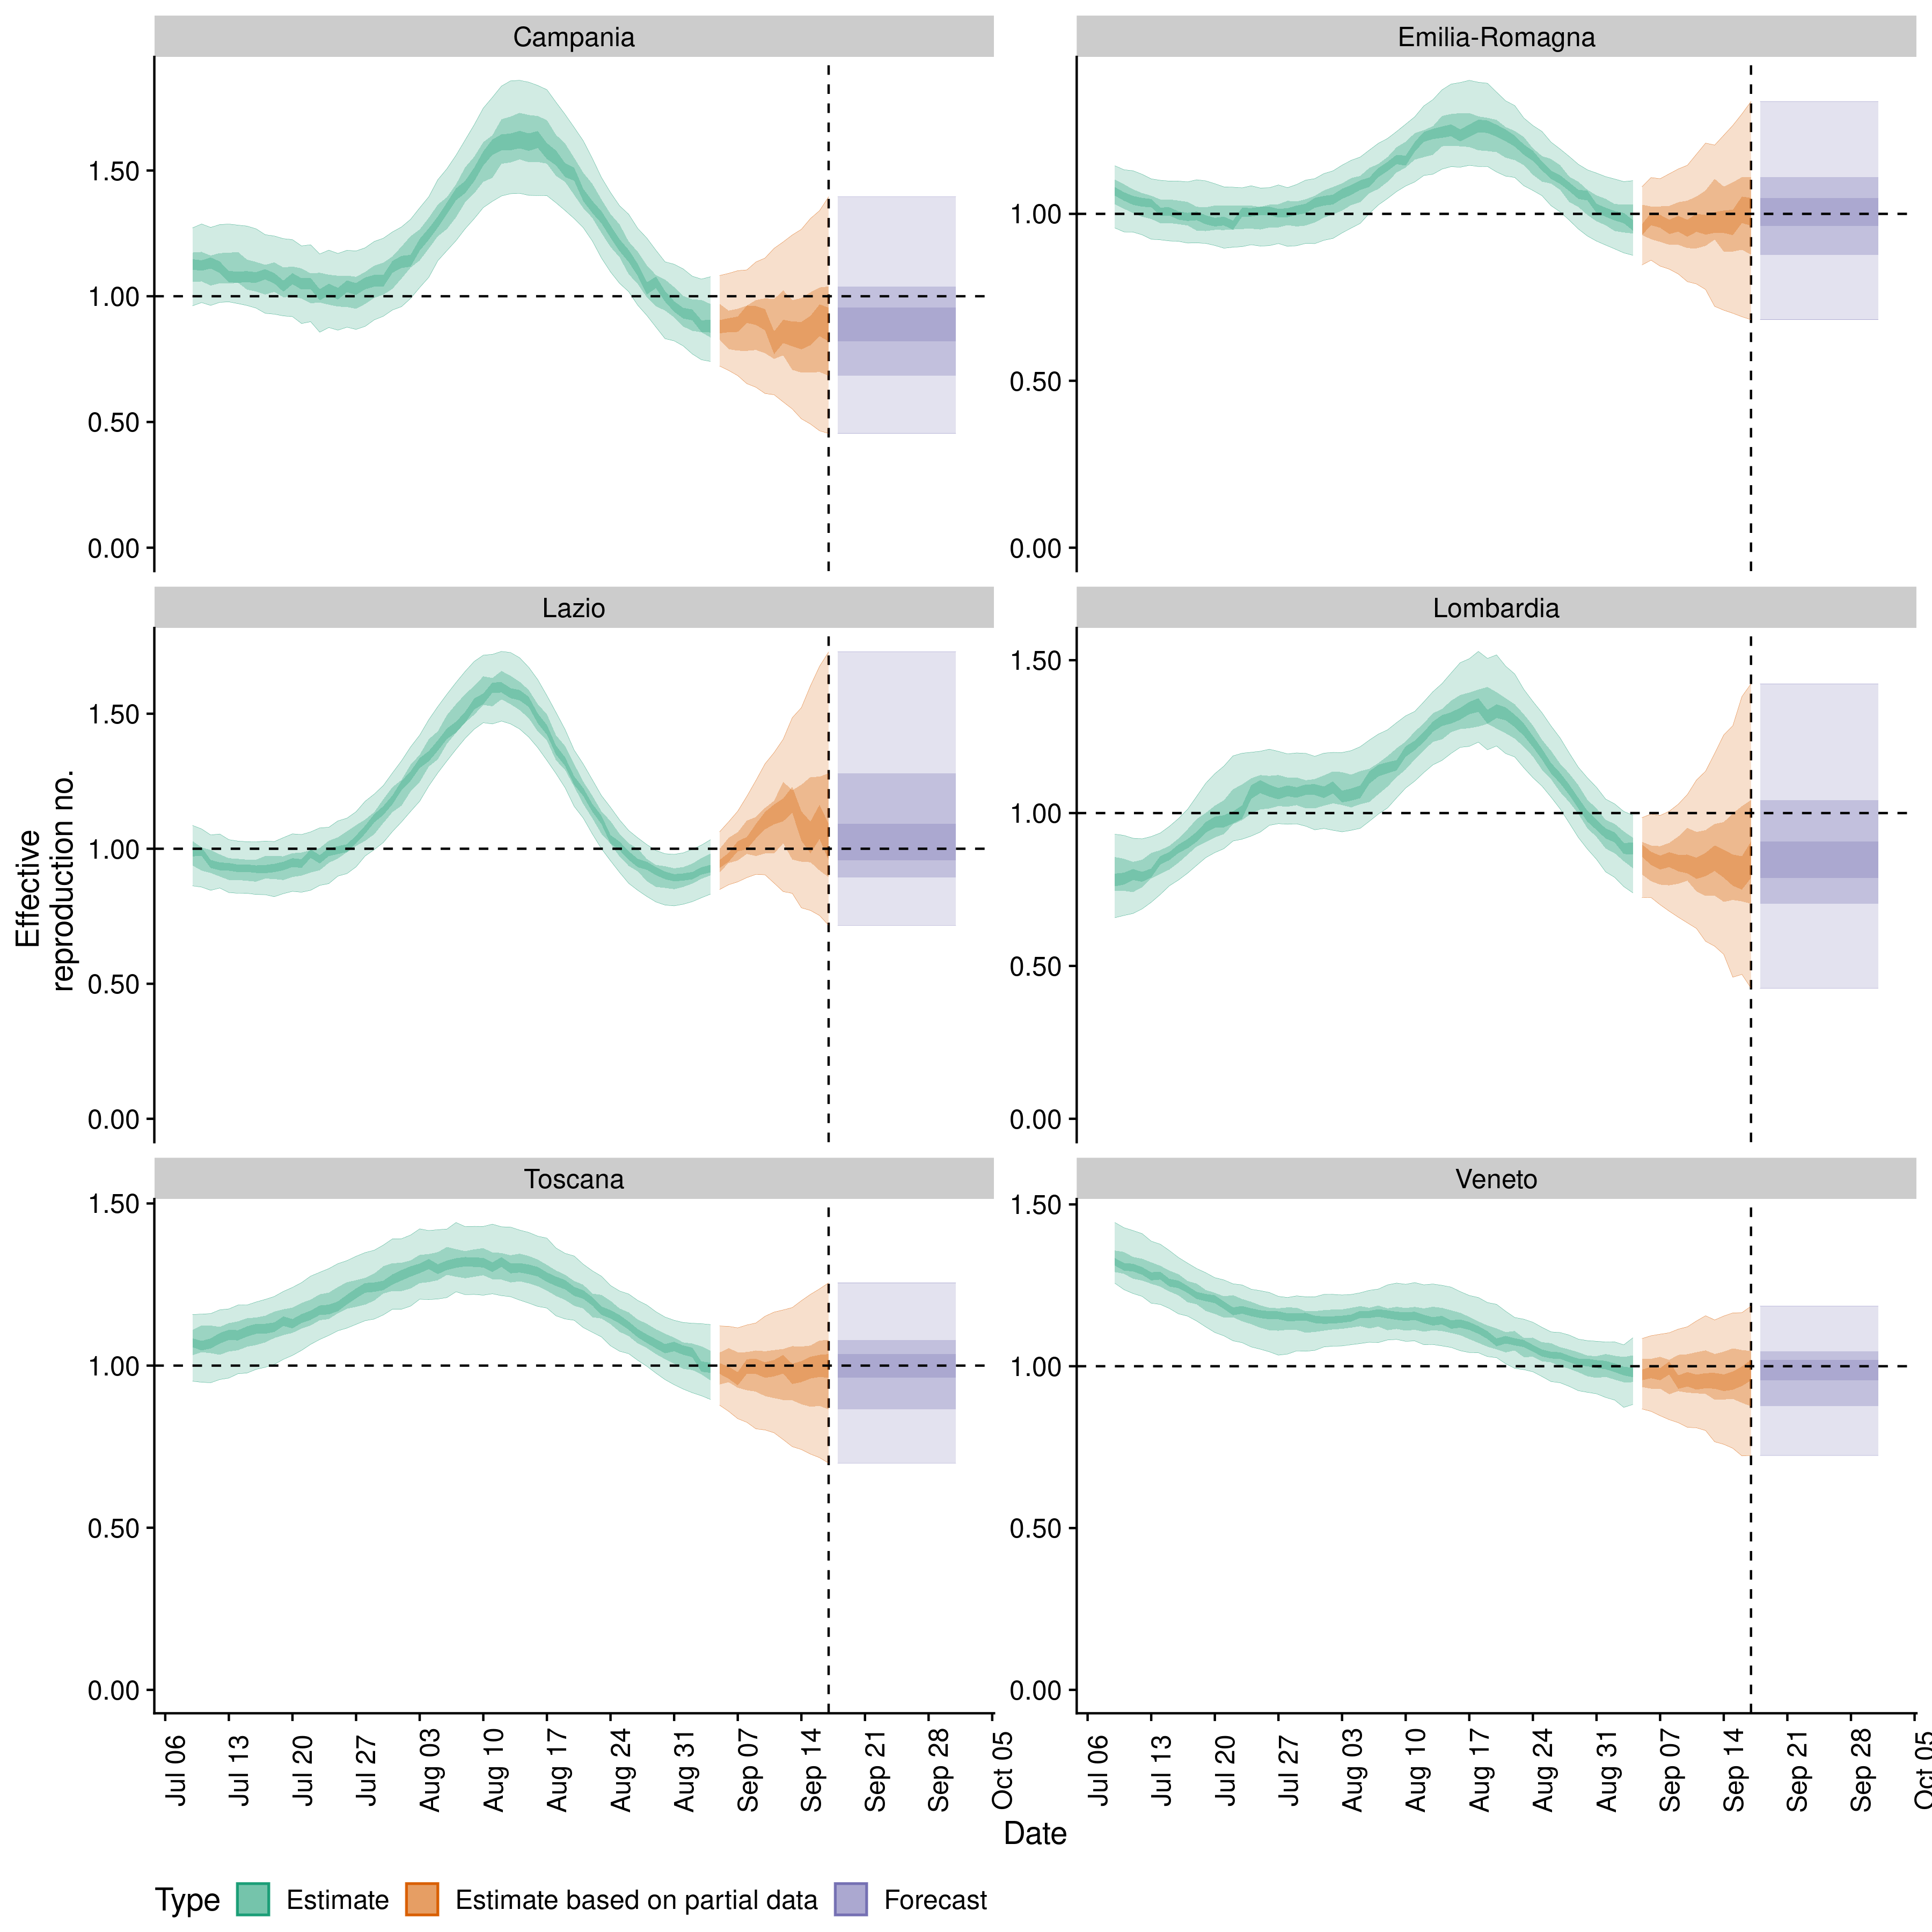 Campania
Emilia-Romagna
1.50
1.00
0.50
0.00
1.00
0.50
0.00
Lazio
Lombardia
1.50
1.00
0.50
0.00
1.50
1.00
0.50
0.00
Effective
reproduction no.
Toscana
Veneto
1.50
1.00
0.50
0.00
1.50
1.00
0.50
0.00
Jul 06
Jul 13
Jul 20
Jul 27
Aug 03
Aug 10
Aug 17
Aug 24
Aug 31
Sep 07
Sep 14
Sep 21
Sep 28
Oct 05
Jul 06
Jul 13
Jul 20
Jul 27
Aug 03
Aug 10
Aug 17
Aug 24
Aug 31
Sep 07
Sep 14
Sep 21
Sep 28
Oct 05
Date
Type Estimate Estimate based on partial data Forecast